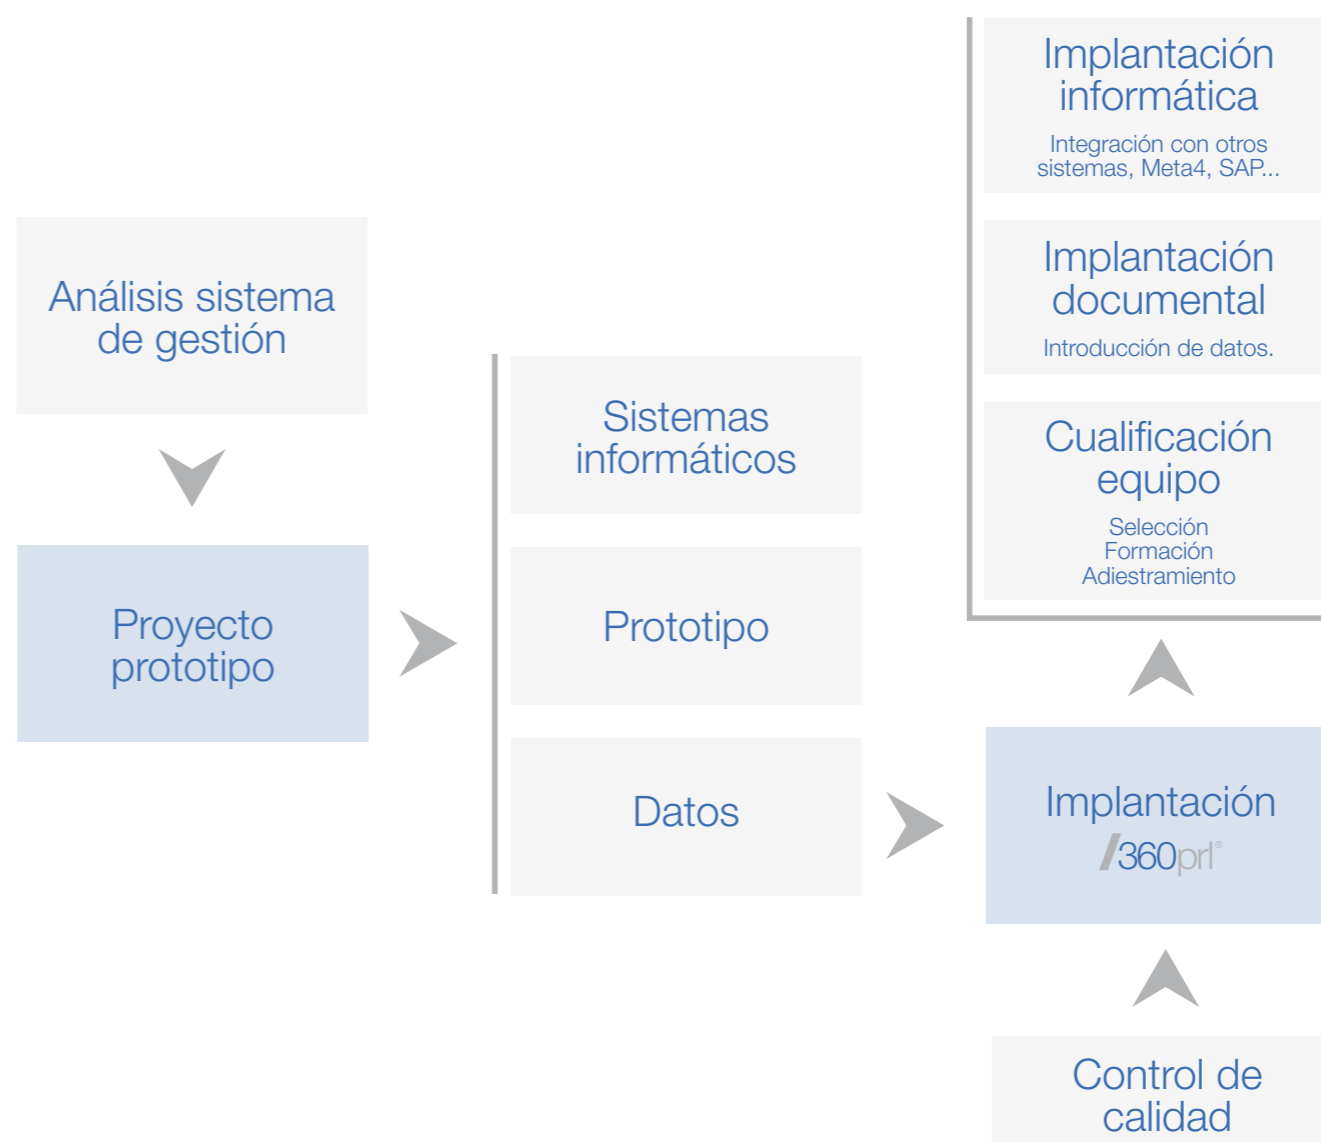 Análisis sistema
de gestión
Proyecto
prototipo
Sistemas
informáticos
Prototipo
Datos
Implantación
informática
Integración con otros
sistemas, Meta4, SAP...
Implantación
documental
Introducción de datos.
Cualificación
equipo
Selección
Formación
Adiestramiento
Implantación
/360prl®
Control de
calidad